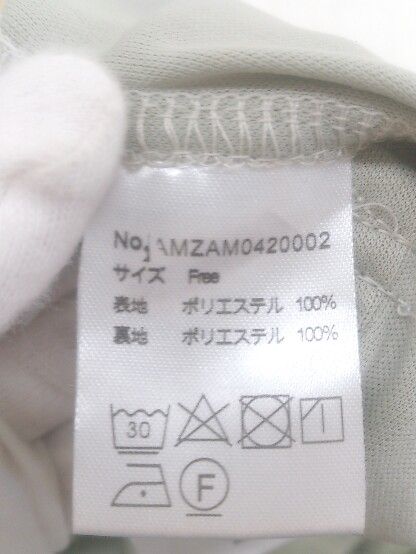 No.JAMZAM0420002
サイズ Free
表地 ポリエステル 100%
裏地 ポリエステル 100%
30
F